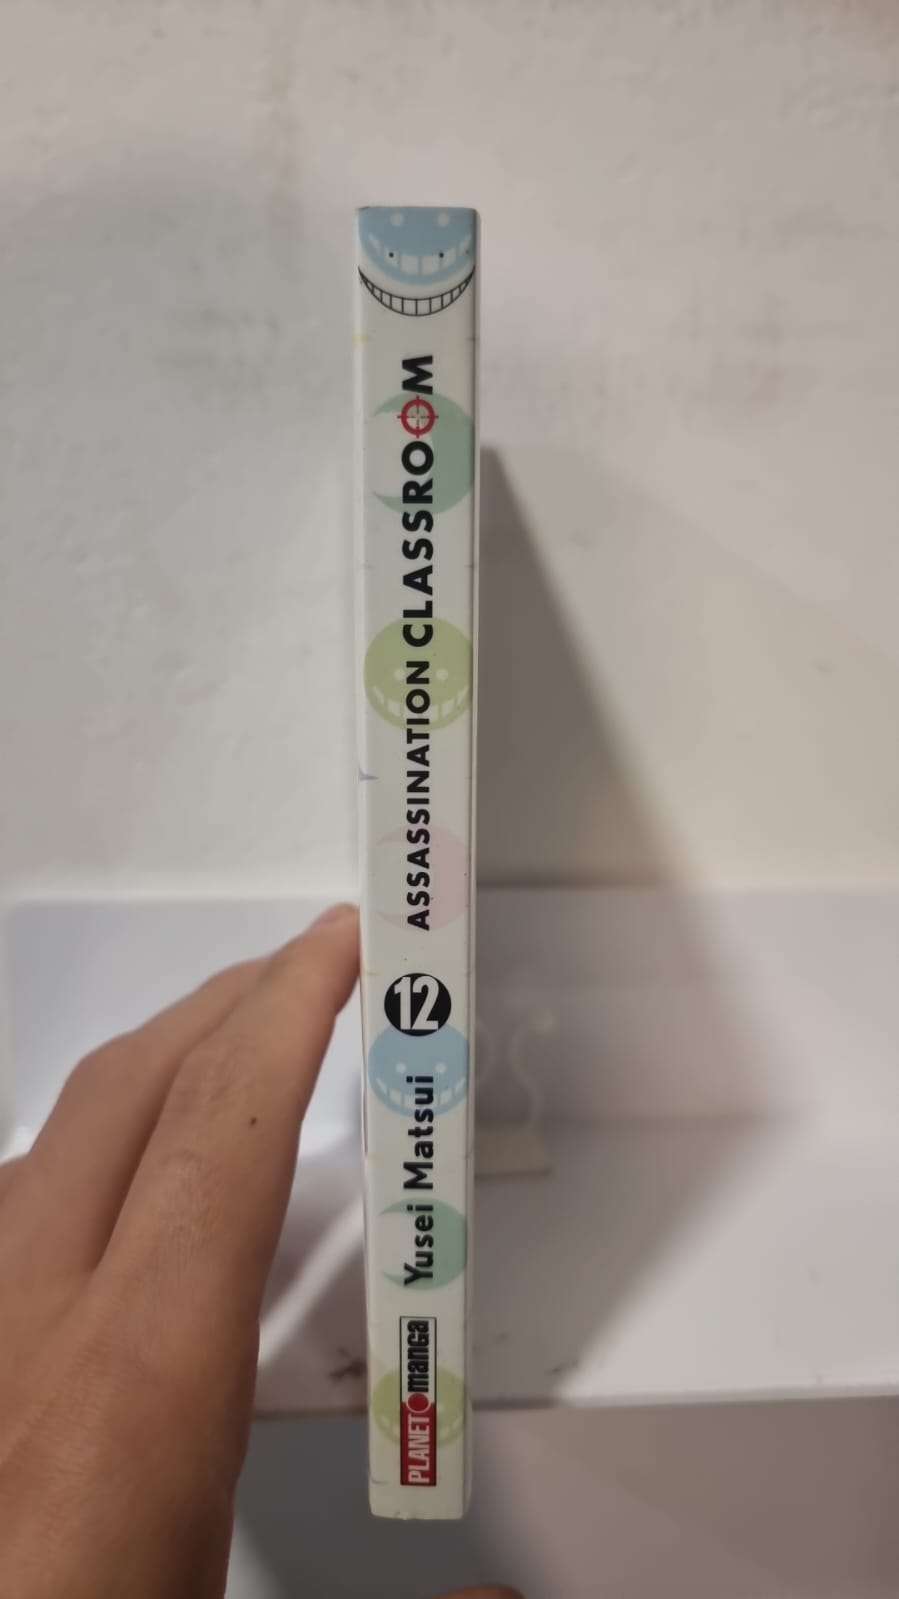 ASSASSINATION CLASSROOM
12
Yusei Matsui
PLANET manga